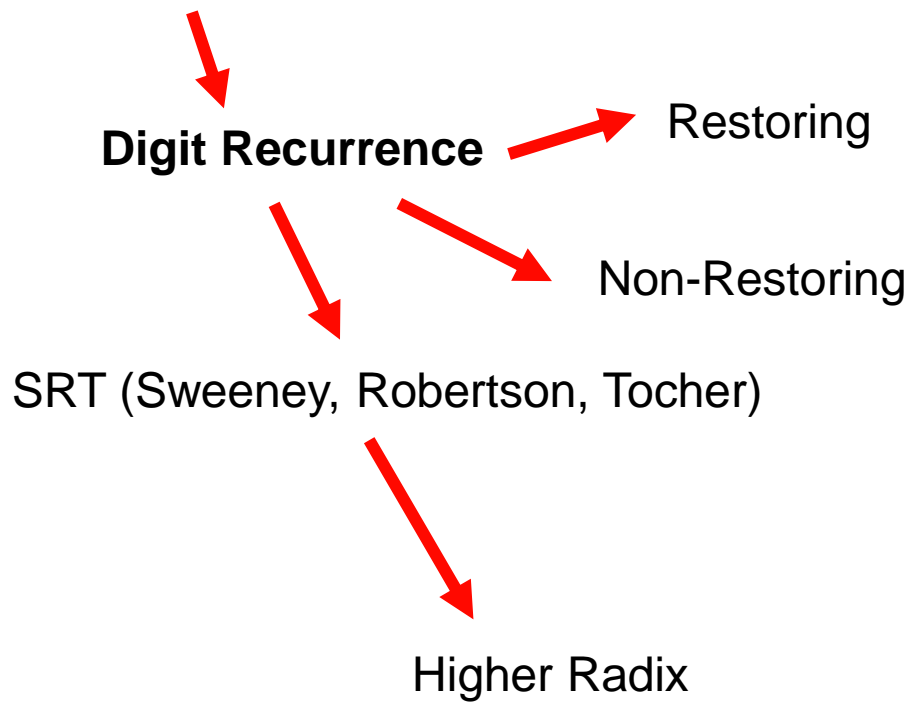 Restoring
Digit Recurrence
Non-Restoring
SRT (Sweeney, Robertson, Tocher)
Higher Radix